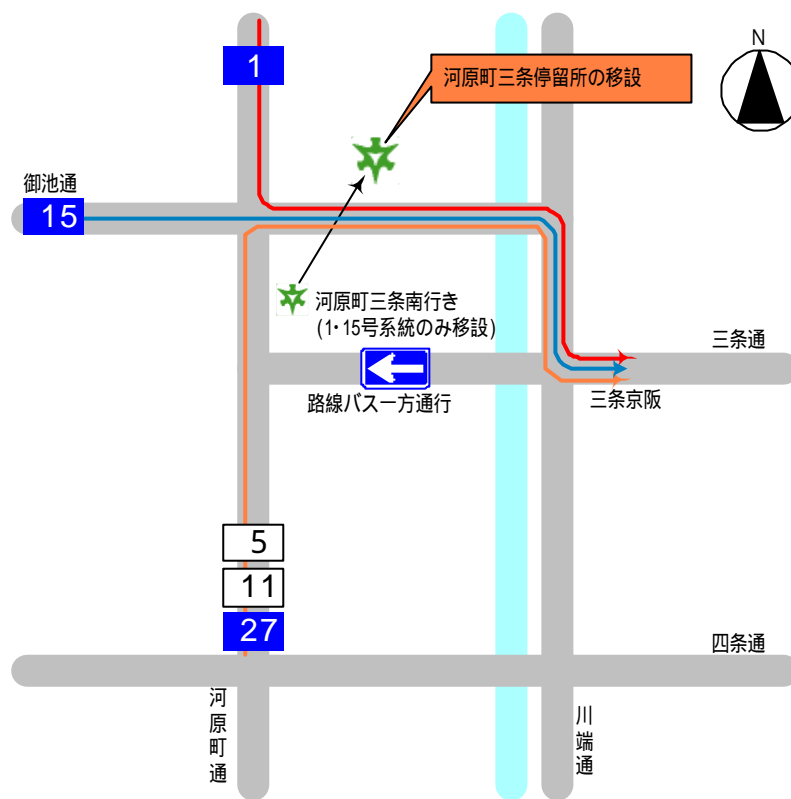 1
河原町三条停留所の移設
N
御池通
15
河原町三条南行き
(1・15号系統のみ移設)
三条通
路線バス一方通行
三条京阪
5
11
27
四条通
河原町通
川端通